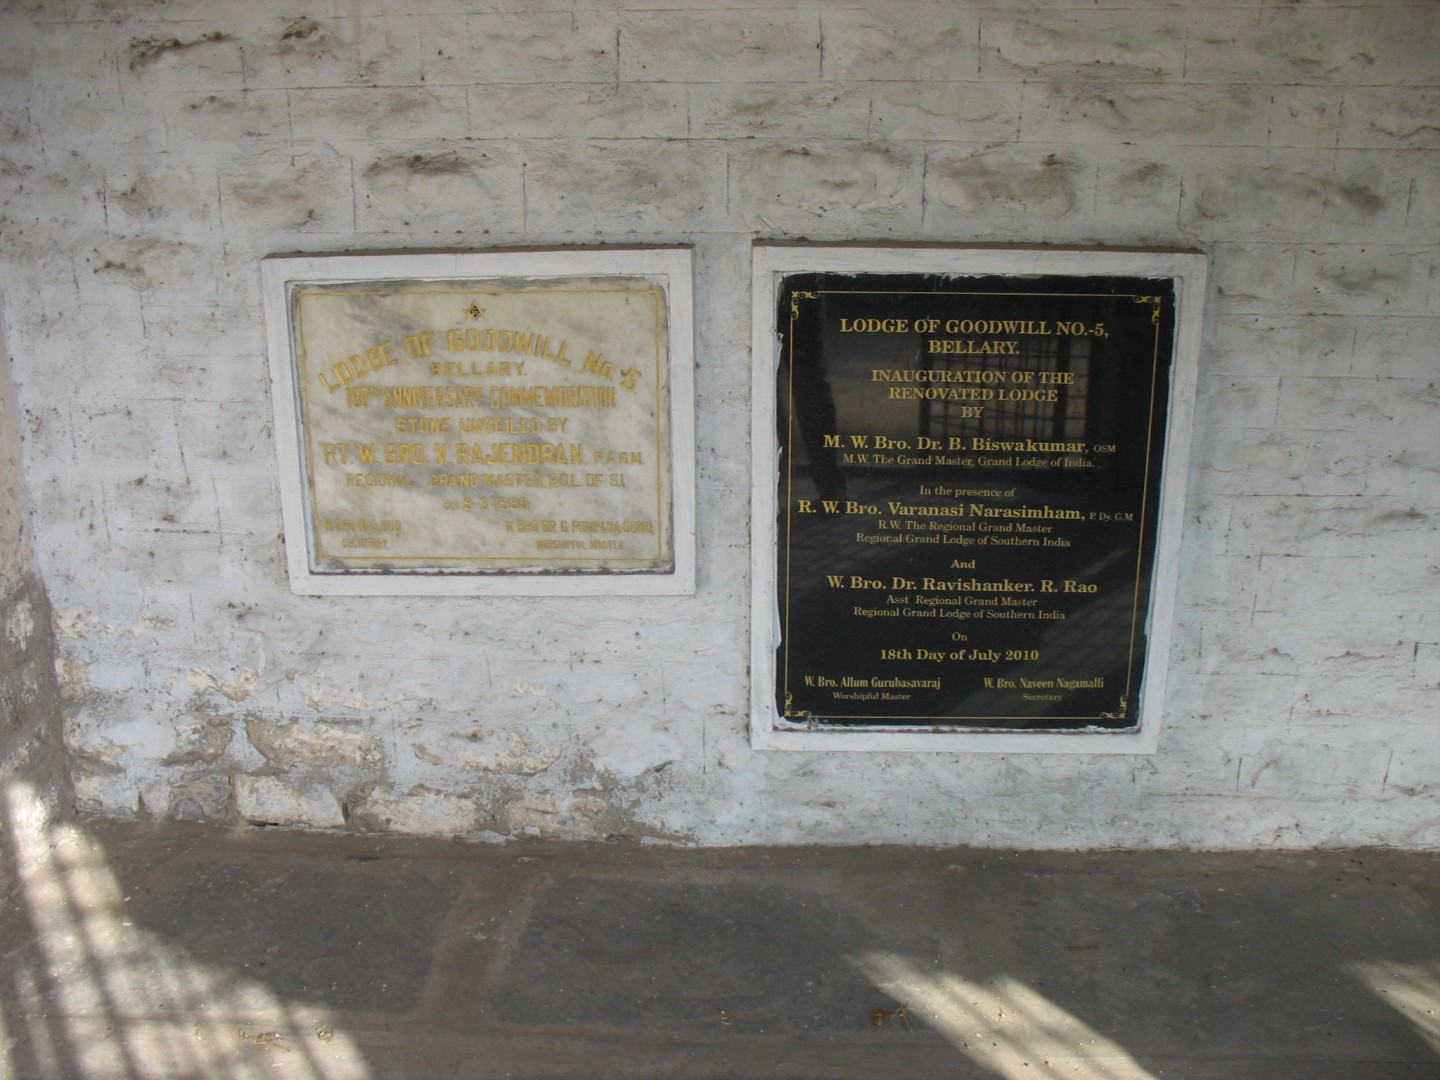 LODGE OF GOODWILL No. 5,
BELLARY.
ANNIVERSARY COMMEMORATION
STONE UNVEILED BY
RT. W. BRO. V. RAJENDRAN, P.A.G.M.
REGIONAL GRAND MASTER RGL. OF S.I.
ON
WORSHIPFUL MASTER
LODGE OF GOODWILL NO.-5,
BELLARY.
INAUGURATION OF THE
RENOVATED LODGE
BY
M. W. Bro. Dr. B. Biswakumar, OSM
M.W. The Grand Master, Grand Lodge of India.
In the presence of
R. W. Bro. Varanasi Narasimham, P. Dy. G.M
R.W. The Regional Grand Master
Regional Grand Lodge of Southern India
And
W. Bro. Dr. Ravishanker. R. Rao
Asst Regional Grand Master
Regional Grand Lodge of Southern India
On
18th Day of July 2010
W. Bro. Allum Gurubasavaraj W. Bro. Naveen Nagamalli
Worshipful Master Secretary